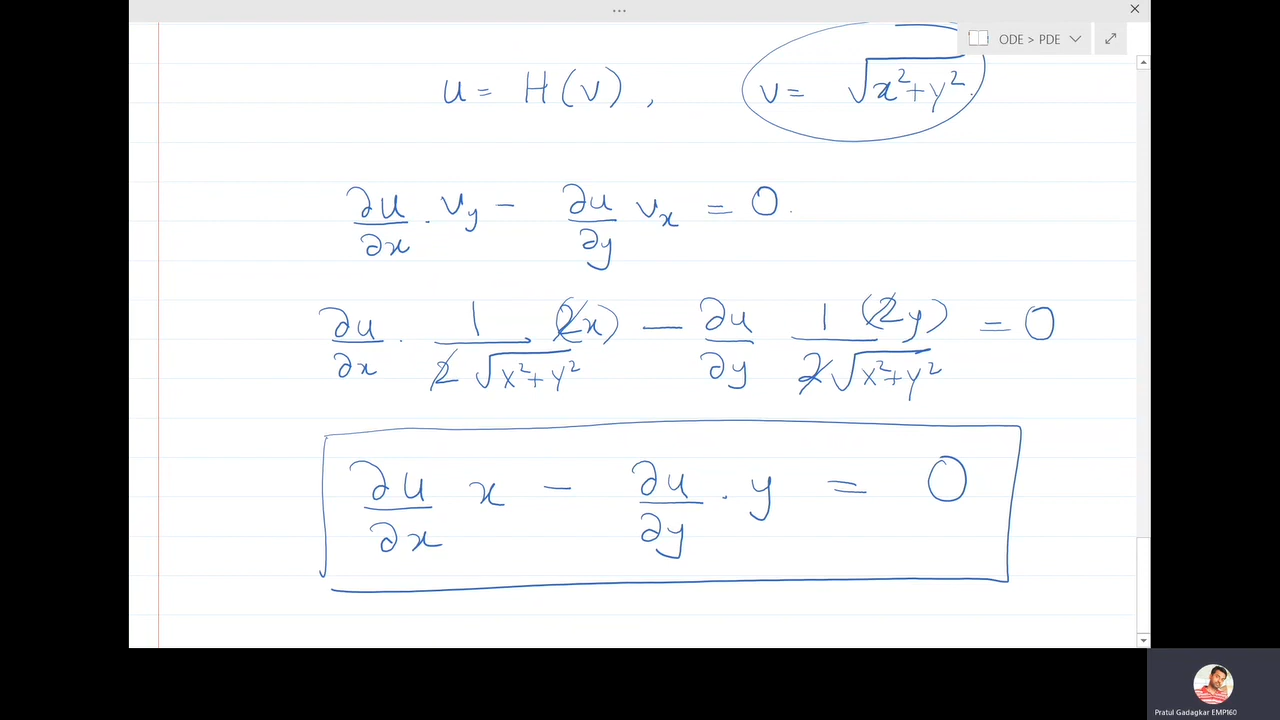 ODE > PDE
u = H(v), v = √x²+y².
∂u/∂x . v_y - ∂u/∂y v_x = 0.
∂u/∂x . 1/(2√x²+y²) . (2x) — ∂u/∂y 1/(2√x²+y²) (2y) = 0
∂u/∂x x - ∂u/∂y . y = 0
Pratul Gadagkar EMP160